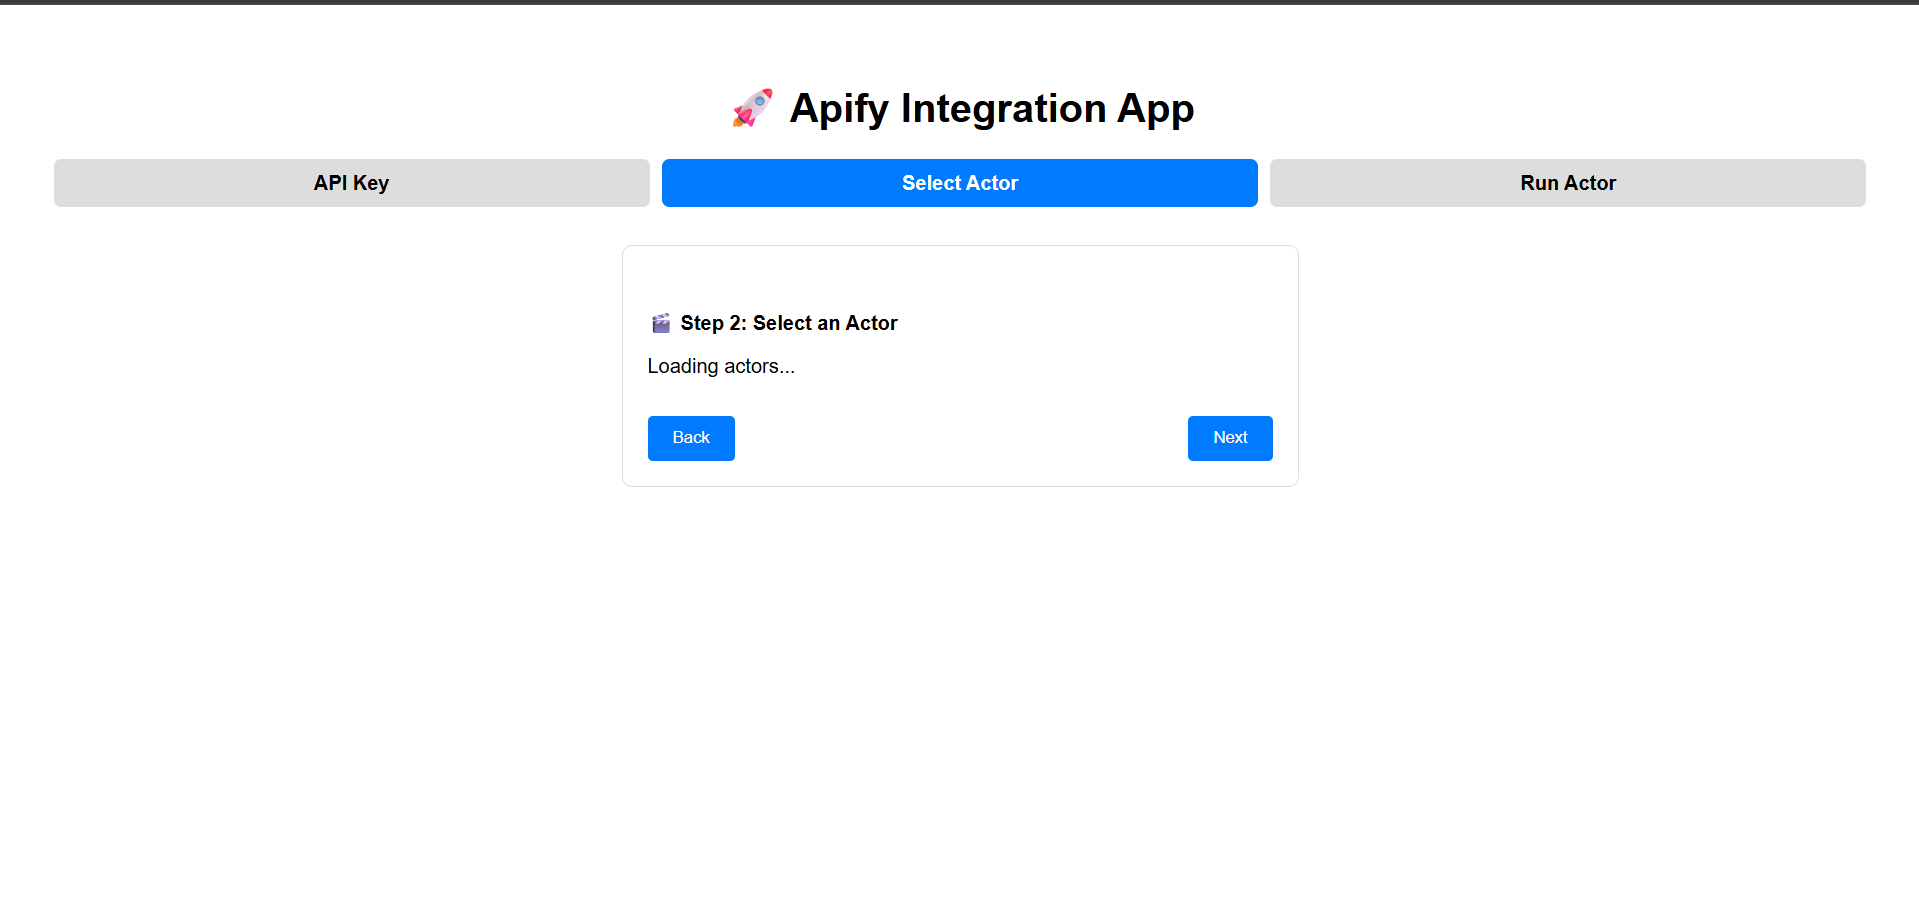 🚀 Apify Integration App
API Key
Select Actor
Run Actor
🎬 Step 2: Select an Actor
Loading actors...
Back
Next